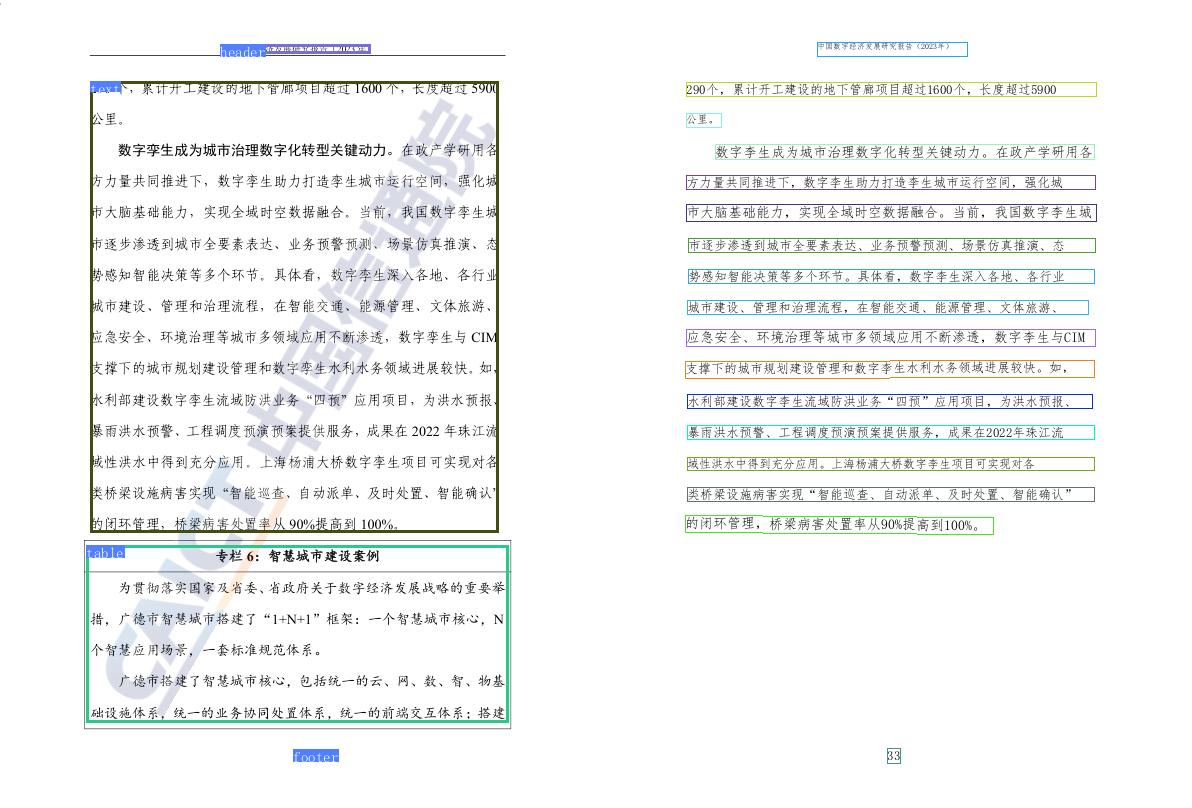 header
text 个，累计开工建设的地下管廊项目超过 1600 个，长度超过 5900
公里。
数字孪生成为城市治理数字化转型关键动力。在政产学研用各
方力量共同推进下，数字孪生助力打造孪生城市运行空间，强化城
市大脑基础能力，实现全域时空数据融合。当前，我国数字孪生城
市逐步渗透到城市全要素表达、业务预警预测、场景仿真推演、态
势感知智能决策等多个环节。具体看，数字孪生深入各地、各行业
城市建设、管理和治理流程，在智能交通、能源管理、文体旅游、
应急安全、环境治理等城市多领域应用不断渗透，数字孪生与 CIM
支撑下的城市规划建设管理和数字孪生水利水务领域进展较快。如，
水利部建设数字孪生流域防洪业务“四预”应用项目，为洪水预报、
暴雨洪水预警、工程调度预演预案提供服务，成果在 2022 年珠江流
域性洪水中得到充分应用。上海杨浦大桥数字孪生项目可实现对各
类桥梁设施病害实现“智能巡查、自动派单、及时处置、智能确认”
的闭环管理，桥梁病害处置率从 90%提高到 100%。
table
专栏 6：智慧城市建设案例
为贯彻落实国家及省委、省政府关于数字经济发展战略的重要举
措，广德市智慧城市搭建了“1+N+1”框架：一个智慧城市核心，N
个智慧应用场景，一套标准规范体系。
广德市搭建了智慧城市核心，包括统一的云、网、数、智、物基
础设施体系，统一的业务协同处置体系，统一的前端交互体系；搭建
footer
中国数字经济发展研究报告（2023年）
290个，累计开工建设的地下管廊项目超过1600个，长度超过5900
公里。
数字孪生成为城市治理数字化转型关键动力。在政产学研用各
方力量共同推进下，数字孪生助力打造孪生城市运行空间，强化城
市大脑基础能力，实现全域时空数据融合。当前，我国数字孪生城
市逐步渗透到城市全要素表达、业务预警预测、场景仿真推演、态
势感知智能决策等多个环节。具体看，数字孪生深入各地、各行业
城市建设、管理和治理流程，在智能交通、能源管理、文体旅游、
应急安全、环境治理等城市多领域应用不断渗透，数字孪生与CIM
支撑下的城市规划建设管理和数字孪生水利水务领域进展较快。如，
水利部建设数字孪生流域防洪业务“四预”应用项目，为洪水预报、
暴雨洪水预警、工程调度预演预案提供服务，成果在2022年珠江流
域性洪水中得到充分应用。上海杨浦大桥数字孪生项目可实现对各
类桥梁设施病害实现“智能巡查、自动派单、及时处置、智能确认”
的闭环管理，桥梁病害处置率从90%提高到100%。
33
CAICT 中国信通院